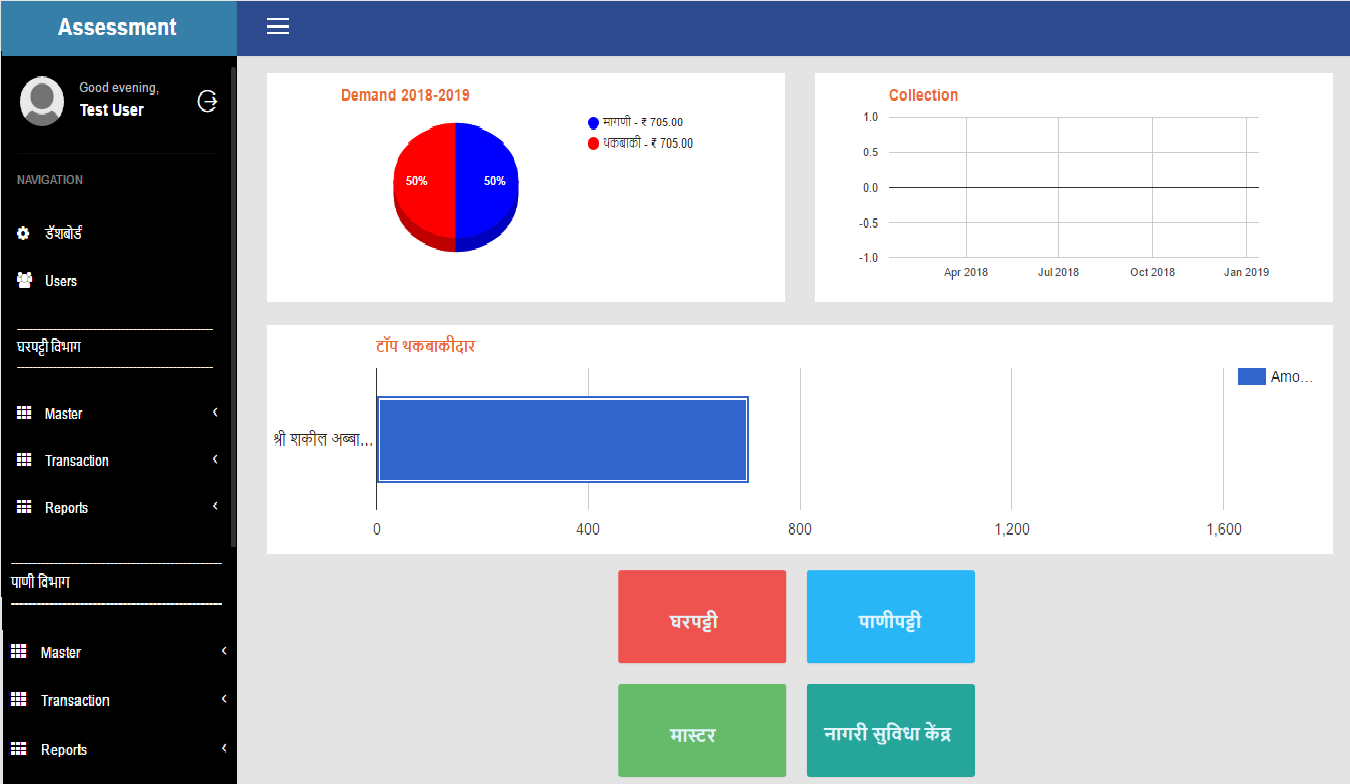 Assessment
Good evening,
Test User
NAVIGATION
डॅशबोर्ड
Users
घरपट्टी विभाग
Master
Transaction
Reports
पाणी विभाग
Master
Transaction
Reports
Demand 2018-2019
मागणी - ₹ 705.00
थकबाकी - ₹ 705.00
50%
50%
Collection
1.0
0.5
0.0
-0.5
-1.0
Apr 2018
Jul 2018
Oct 2018
Jan 2019
टॉप थकबाकीदार
Amo...
श्री शकील अब्बा...
0
400
800
1,200
1,600
घरपट्टी
पाणीपट्टी
मास्टर
नागरी सुविधा केंद्र